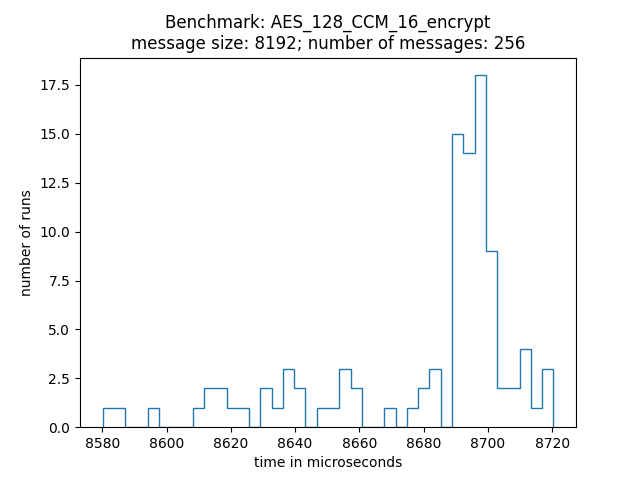 Benchmark: AES_128_CCM_16_encrypt
message size: 8192; number of messages: 256
17.5
15.0
12.5
10.0
7.5
5.0
2.5
0.0
number of runs
8580 8600 8620 8640 8660 8680 8700 8720
time in microseconds